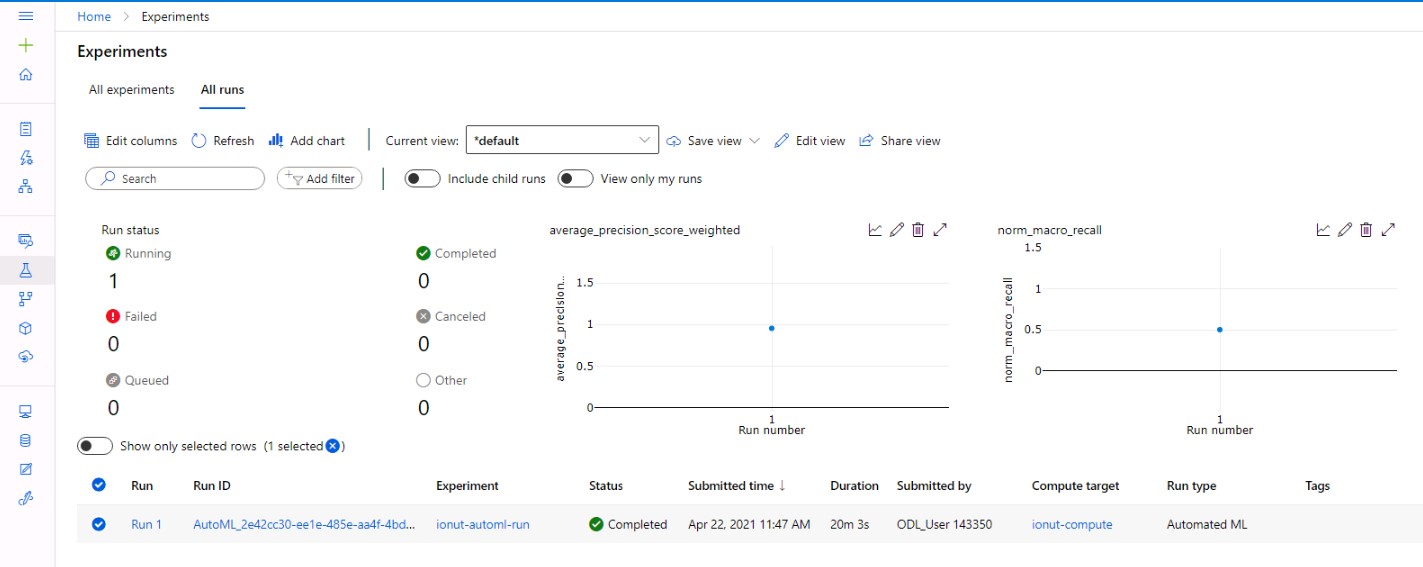 Home > Experiments
Experiments
All experiments All runs
Edit columns Refresh Add chart Current view: *default Save view Edit view Share view
Search Add filter Include child runs View only my runs
Run status
Running Completed
1 0
Failed Canceled
0 0
Queued Other
0 0
average_precision_score_weighted
average_precision...
1.5
1
0.5
0
1
Run number
norm_macro_recall
norm_macro_recall
1.5
1
0.5
0
1
Run number
Show only selected rows (1 selected )
Run Run ID Experiment Status Submitted time ↓ Duration Submitted by Compute target Run type Tags
Run 1 AutoML_2e42cc30-ee1e-485e-aa4f-4bd... ionut-automl-run Completed Apr 22, 2021 11:47 AM 20m 3s ODL_User 143350 ionut-compute Automated ML